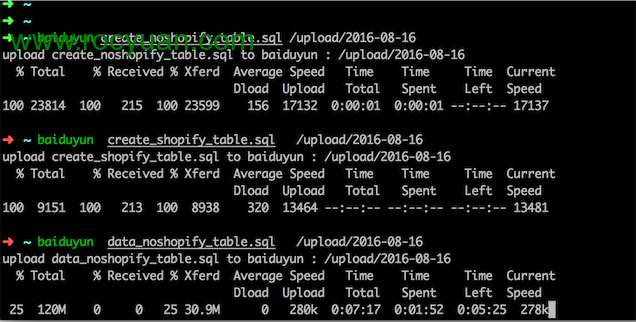 ➜ ~
➜ ~
www.rooyuan.com
➜ ~ baiduyun create_noshopify_table.sql /upload/2016-08-16
upload create_noshopify_table.sql to baiduyun : /upload/2016-08-16
% Total % Received % Xferd Average Speed Time Time Time Current
Dload Upload Total Spent Left Speed
100 23814 100 215 100 23599 156 17132 0:00:01 0:00:01 --:--:-- 17137
➜ ~ baiduyun create_shopify_table.sql /upload/2016-08-16
upload create_shopify_table.sql to baiduyun : /upload/2016-08-16
% Total % Received % Xferd Average Speed Time Time Time Current
Dload Upload Total Spent Left Speed
100 9151 100 213 100 8938 320 13464 --:--:-- --:--:-- --:--:-- 13481
➜ ~ baiduyun data_noshopify_table.sql /upload/2016-08-16
upload data_noshopify_table.sql to baiduyun : /upload/2016-08-16
% Total % Received % Xferd Average Speed Time Time Time Current
Dload Upload Total Spent Left Speed
25 120M 0 0 25 30.9M 0 280k 0:07:17 0:01:52 0:05:25 278k